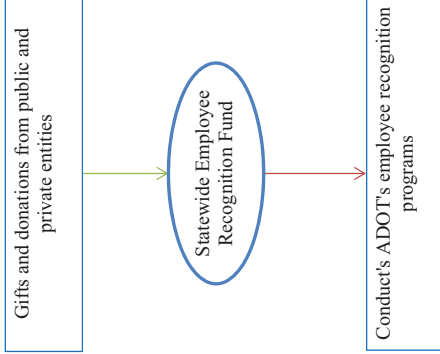 Gifts and donations from public and
private entities
Statewide Employee
Recognition Fund
Conduct's ADOT's employee recognition
programs